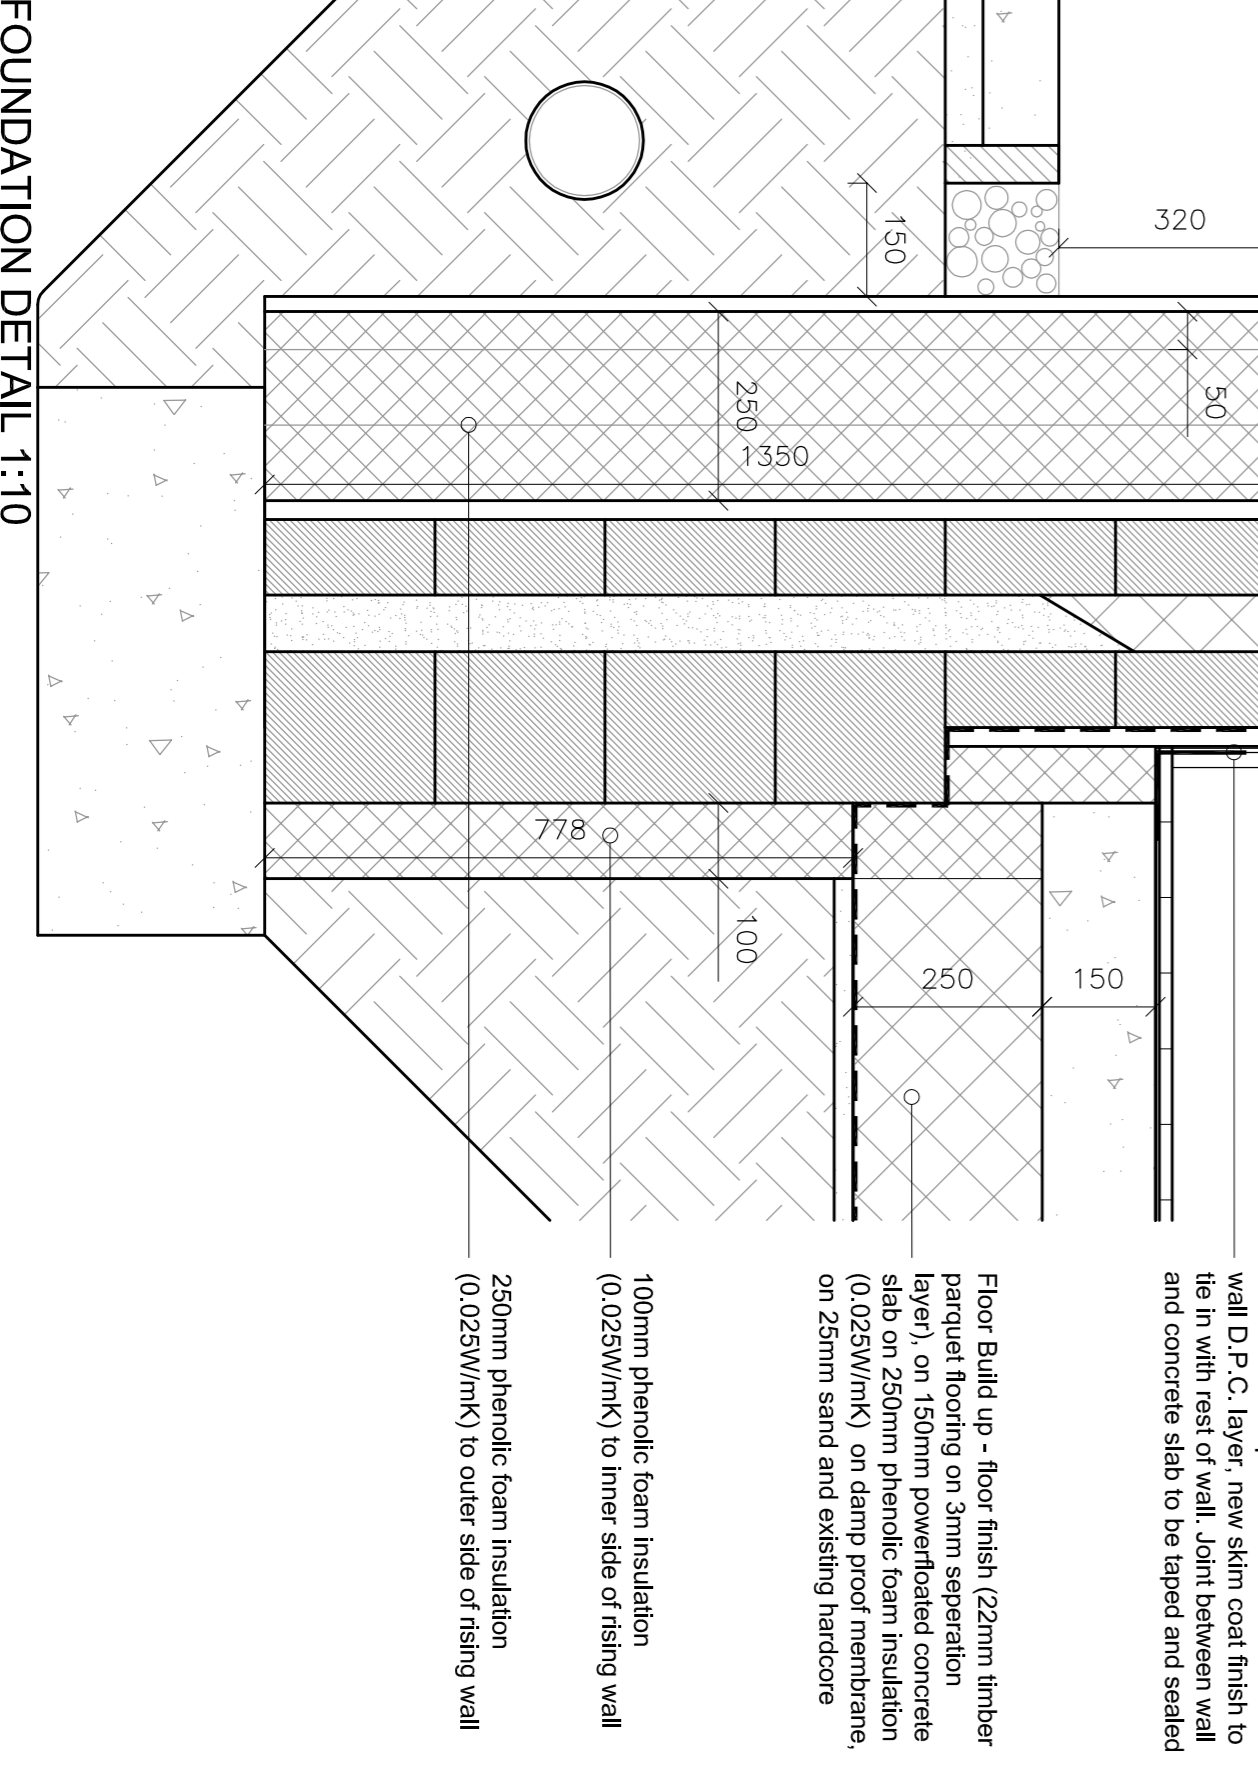 wall D.P.C. layer, new skim coat finish to
tie in with rest of wall. Joint between wall
and concrete slab to be taped and sealed
Floor Build up - floor finish (22mm timber
parquet flooring on 3mm seperation
layer), on 150mm powerfloated concrete
slab on 250mm phenolic foam insulation
(0.025W/mK) on damp proof membrane,
on 25mm sand and existing hardcore
100mm phenolic foam insulation
(0.025W/mK) to inner side of rising wall
250mm phenolic foam insulation
(0.025W/mK) to outer side of rising wall
320
150
50
250
1350
778
100
250
150
FOUNDATION DETAIL 1:10